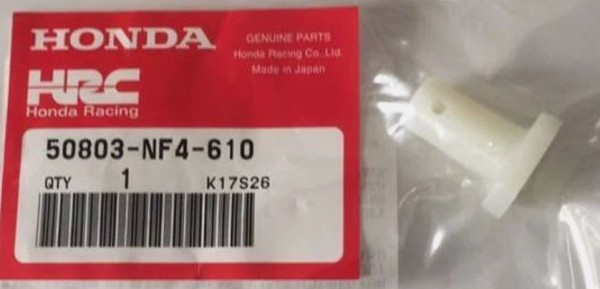 HONDA
GENUINE PARTS
Honda Racing Co.,Ltd.
Made in Japan
HRC
Honda Racing
50803-NF4-610
QTY 1 K17S26